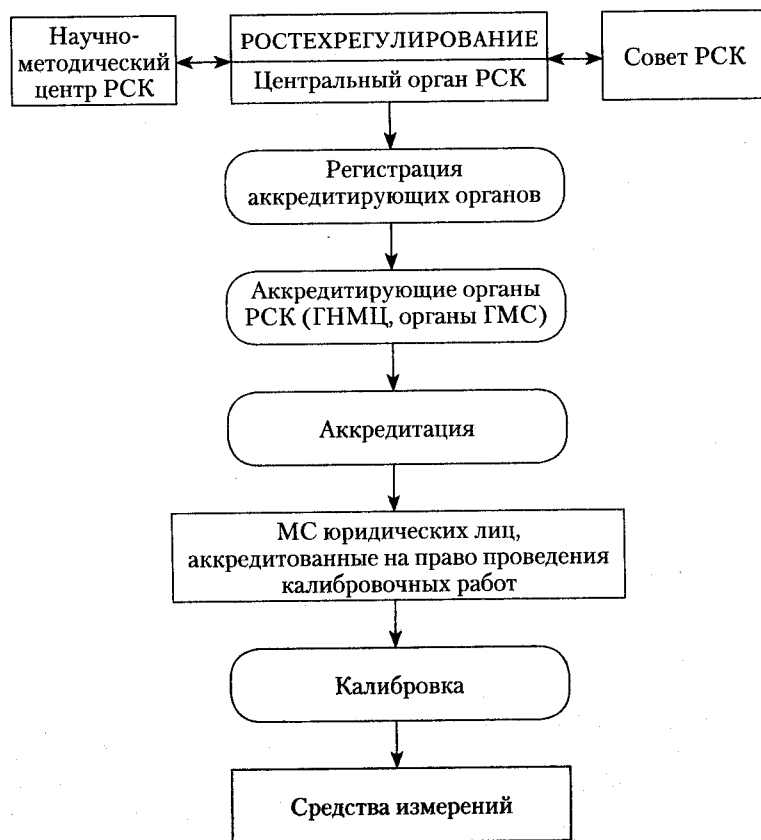 Научно-
методический
центр РСК
РОСТЕХРЕГУЛИРОВАНИЕ
Центральный орган РСК
Совет РСК
Регистрация
аккредитирующих органов
Аккредитирующие органы
РСК (ГНМЦ, органы ГМС)
Аккредитация
МС юридических лиц,
аккредитованные на право проведения
калибровочных работ
Калибровка
Средства измерений